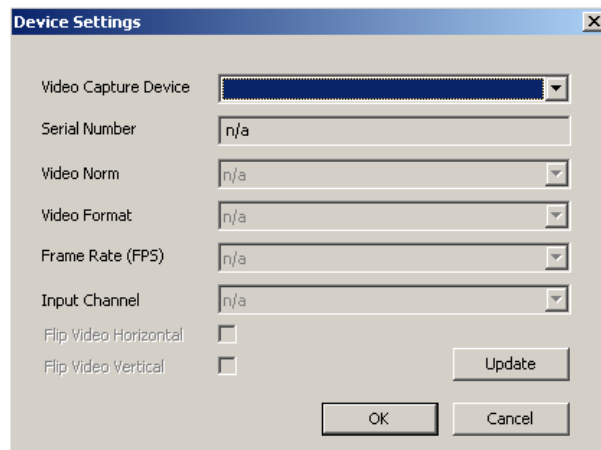 Device Settings
Video Capture Device
Serial Number n/a
Video Norm n/a
Video Format n/a
Frame Rate (FPS) n/a
Input Channel n/a
Flip Video Horizontal
Flip Video Vertical
Update
OK Cancel